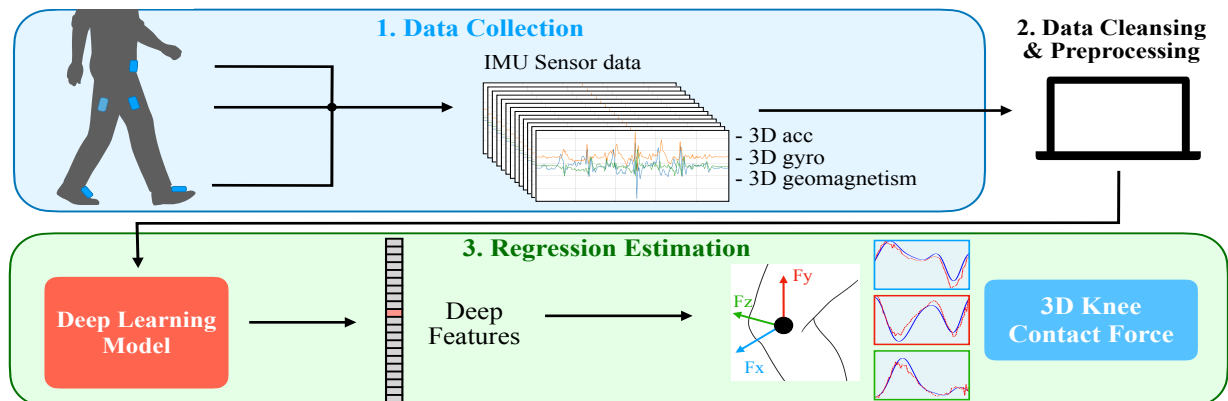 1. Data Collection
IMU Sensor data
- 3D acc
- 3D gyro
- 3D geomagnetism
2. Data Cleansing
& Preprocessing
3. Regression Estimation
Deep Learning
Model
Deep
Features
Fy
Fz
Fx
3D Knee
Contact Force